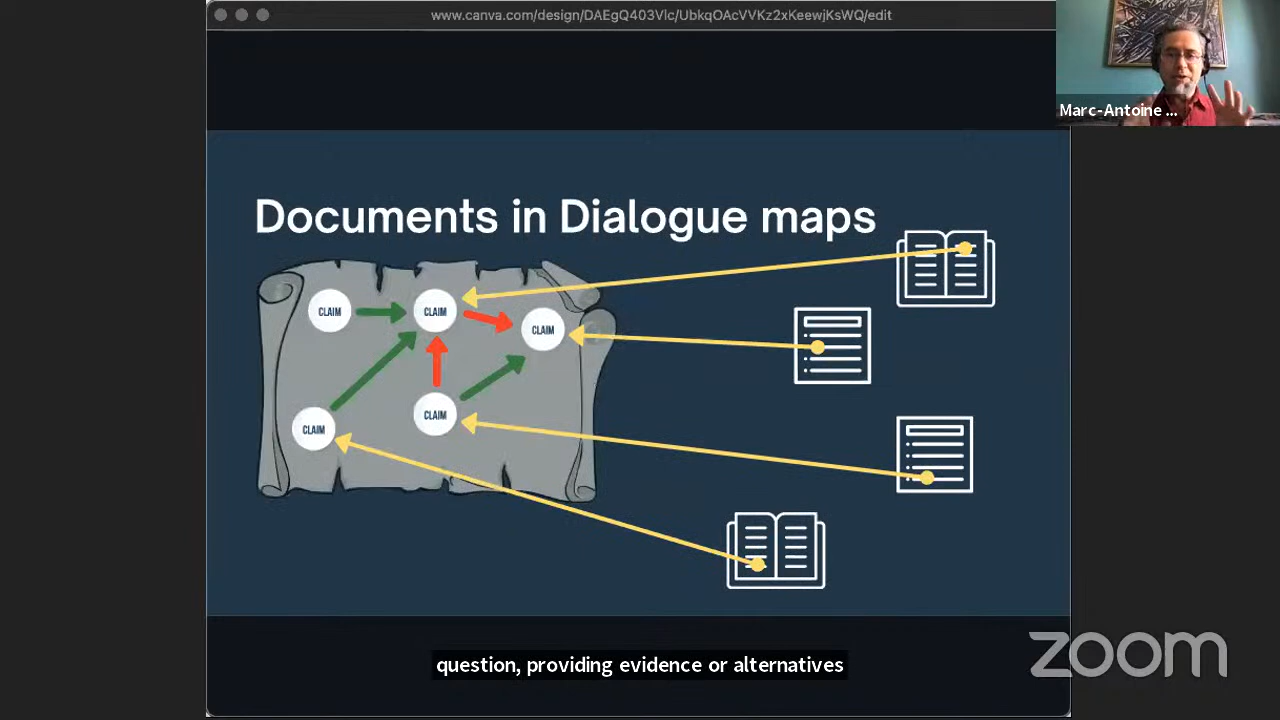 www.canva.com/design/DAEgQ403Vlc/UbkqOAcVVKz2xKeewjKsWQ/edit
Marc-Antoine ...
Documents in Dialogue maps
CLAIM
CLAIM
CLAIM
CLAIM
CLAIM
question, providing evidence or alternatives
zoom